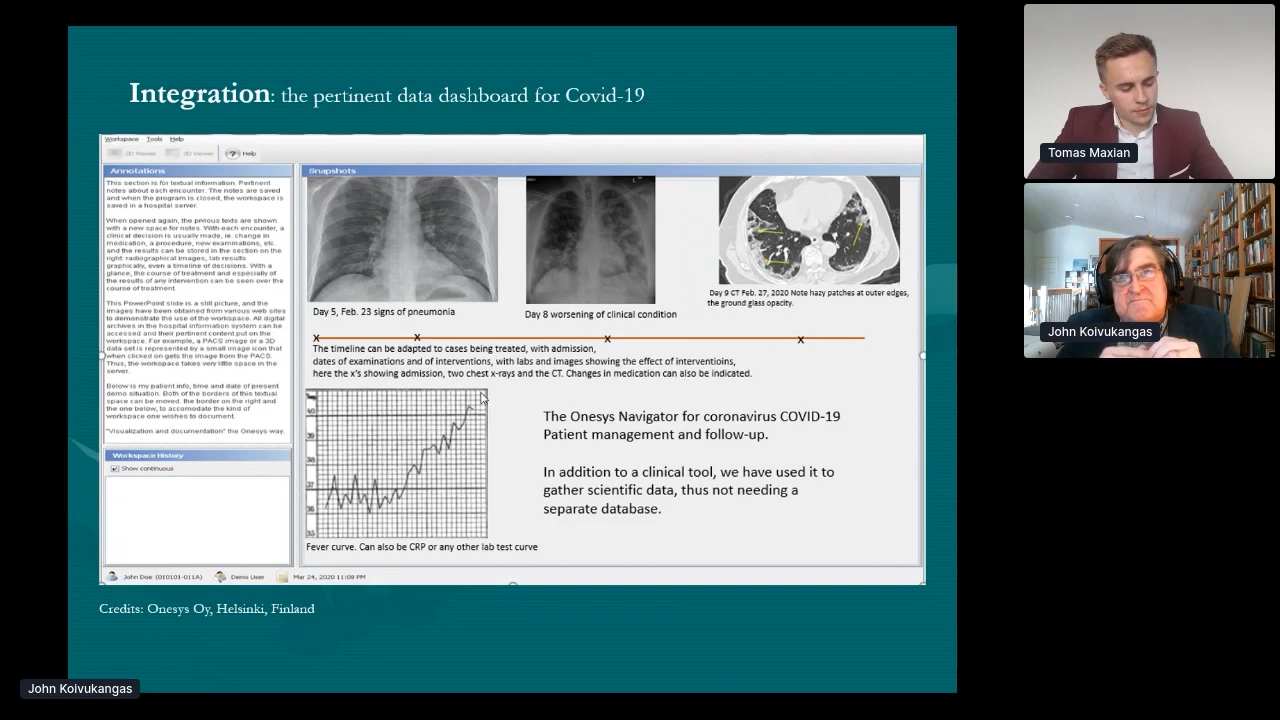 Integration: the pertinent data dashboard for Covid-19
Workspace Tools Help
2D Viewer 3D Viewer Help
Annotations
This section is for textual information. Pertinent
notes about each encounter. The notes are saved
and when the program is closed, the workspace is
saved in a hospital server.
When opened again, the prvious texts are shown
with a new space for notes. With each encounter, a
clinical decision is usually made, ie. change in
medication, a procedure, new examinations, etc.
and the results can be stored in the section on the
right: radiographical images, lab results
graphically, even a timeline of decisions. With a
glance, the course of treatment and especially of
the results of any intervention can be seen over the
course of treatment.
This PowerPoint slide is a still picture, and the
images have been obtained from various web sites
to demonstrate the use of the workspace. All digital
archives in the hospital information system can be
accessed and their pertinent content put on the
workspace. For example, a PACS image or a 3D
data set is represented by a small image icon that
when clicked on gets the image from the PACS.
Thus, the workspace takes very little space in the
server.
Below is my patient info, time and date of present
demo situation. Both of the borders of this textual
space can be moved. the border on the right and
the one below, to accomodate the kind of
workspace one wishes to document.
"Visualization and documentation" the Onesys way.
Workspace History
Show continuous
Snapshots
L
Day 5, Feb. 23 signs of pneumonia
Day 8 worsening of clinical condition
Day 9 CT Feb. 27, 2020 Note hazy patches at outer edges,
the ground glass opacity.
x x x x
The timeline can be adapted to cases being treated, with admission,
dates of examinations and of interventions, with labs and images showing the effect of interventioins,
here the x's showing admission, two chest x-rays and the CT. Changes in medication can also be indicated.
40
39
38
37
36
35
Fever curve. Can also be CRP or any other lab test curve
The Onesys Navigator for coronavirus COVID-19
Patient management and follow-up.
In addition to a clinical tool, we have used it to
gather scientific data, thus not needing a
separate database.
John Doe (010101-011A) Demo User Mar 24, 2020 11:08 PM
Credits: Onesys Oy, Helsinki, Finland
John Koivukangas
Tomas Maxian
John Koivukangas